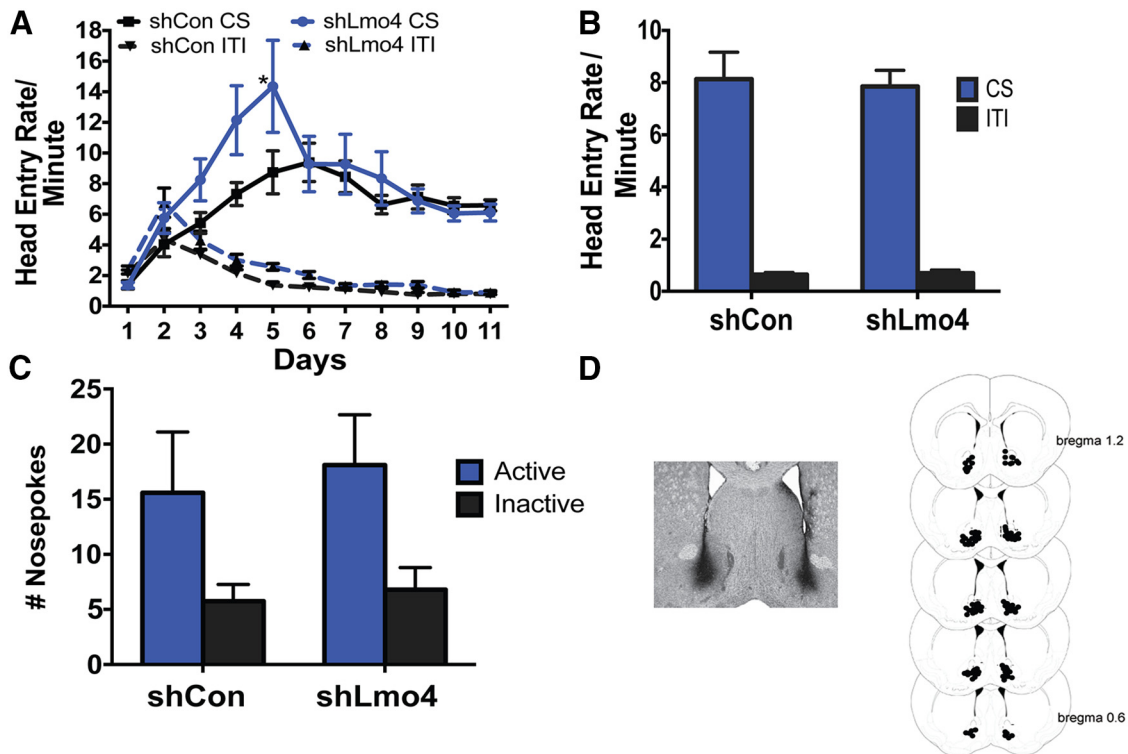 A
shCon CS
shLmo4 CS
shCon ITI
shLmo4 ITI
Head Entry Rate/
Minute
18
16
14
12
10
8
6
4
2
0
*
1 2 3 4 5 6 7 8 9 10 11
Days
B
Head Entry Rate/
Minute
10
8
6
4
2
0
CS
ITI
shCon
shLmo4
C
# Nosepokes
25
20
15
10
5
0
Active
Inactive
shCon
shLmo4
D
bregma 1.2
bregma 0.6